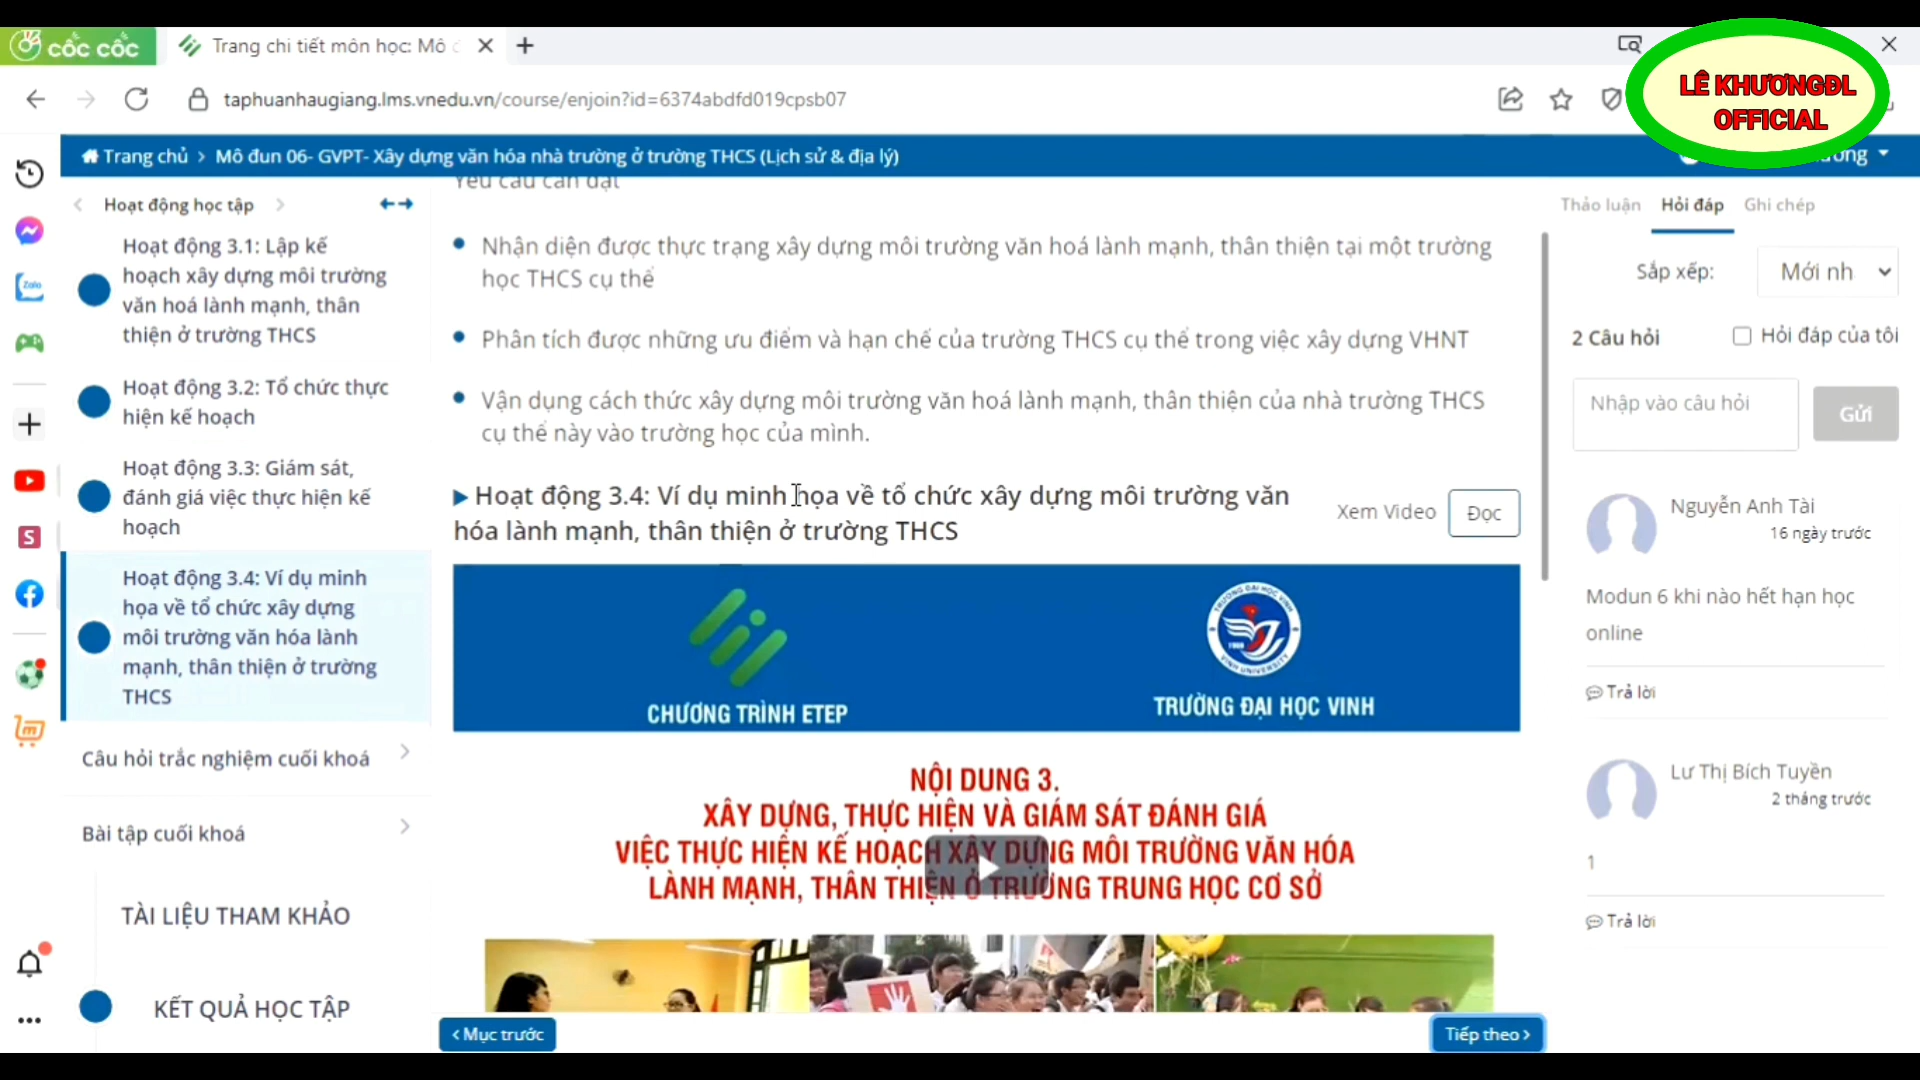 cốc cốc
Trang chi tiết môn học: Mô
LÊ KHƯƠNGĐL
OFFICIAL
taphuanhaugiang.lms.vnedu.vn/course/enjoin?id=6374abdfd019cpsb07
Trang chủ › Mô đun 06- GVPT- Xây dựng văn hóa nhà trường ở trường THCS (Lịch sử & địa lý)
Hoạt động học tập
Hoạt động 3.1: Lập kế
hoạch xây dựng môi trường
văn hoá lành mạnh, thân
thiện ở trường THCS
Hoạt động 3.2: Tổ chức thực
hiện kế hoạch
Hoạt động 3.3: Giám sát,
đánh giá việc thực hiện kế
hoạch
Hoạt động 3.4: Ví dụ minh
họa về tổ chức xây dựng
môi trường văn hóa lành
mạnh, thân thiện ở trường
THCS
Câu hỏi trắc nghiệm cuối khoá
Bài tập cuối khoá
TÀI LIỆU THAM KHẢO
KẾT QUẢ HỌC TẬP
Zalo
S
m
Yêu cầu cần đạt
Nhận diện được thực trạng xây dựng môi trường văn hoá lành mạnh, thân thiện tại một trường
học THCS cụ thể
Phân tích được những ưu điểm và hạn chế của trường THCS cụ thể trong việc xây dựng VHNT
Vận dụng cách thức xây dựng môi trường văn hoá lành mạnh, thân thiện của nhà trường THCS
cụ thể này vào trường học của mình.
Hoạt động 3.4: Ví dụ minh họa về tổ chức xây dựng môi trường văn
hóa lành mạnh, thân thiện ở trường THCS
Xem Video
Đọc
CHƯƠNG TRÌNH ETEP
TRƯỜNG ĐẠI HỌC VINH
VINH UNIVERSITY
TRƯỜNG ĐẠI HỌC VINH
NỘI DUNG 3.
XÂY DỰNG, THỰC HIỆN VÀ GIÁM SÁT ĐÁNH GIÁ
VIỆC THỰC HIỆN KẾ HOẠCH XÂY DỰNG MÔI TRƯỜNG VĂN HÓA
LÀNH MẠNH, THÂN THIỆN Ở TRƯỜNG TRUNG HỌC CƠ SỞ
Mục trước
Tiếp theo
Thảo luận
Hỏi đáp
Ghi chép
Sắp xếp:
Mới nh
2 Câu hỏi
Hỏi đáp của tôi
Nhập vào câu hỏi
Gửi
Nguyễn Anh Tài
16 ngày trước
Modun 6 khi nào hết hạn học
online
Trả lời
Lư Thị Bích Tuyền
2 tháng trước
1
Trả lời